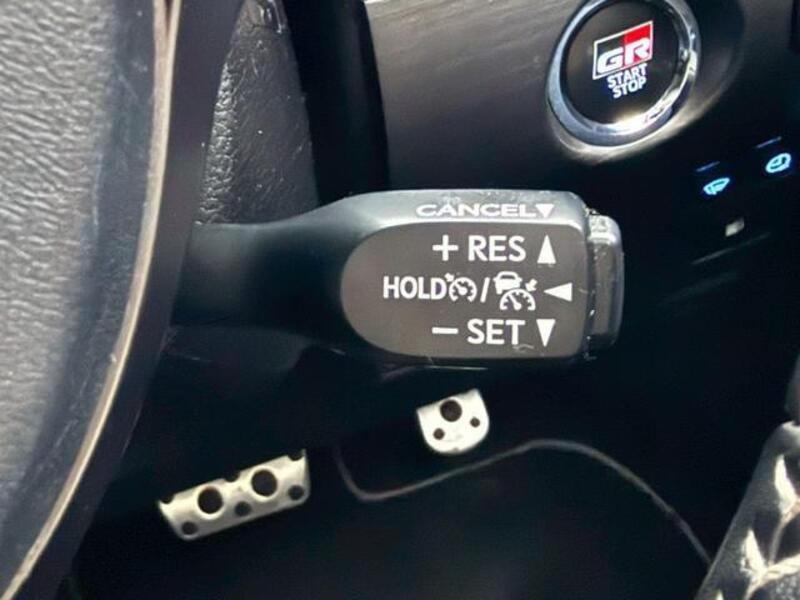 GR
START
STOP
CANCEL▼
+ RES ▲
HOLD / ◀
− SET ▼